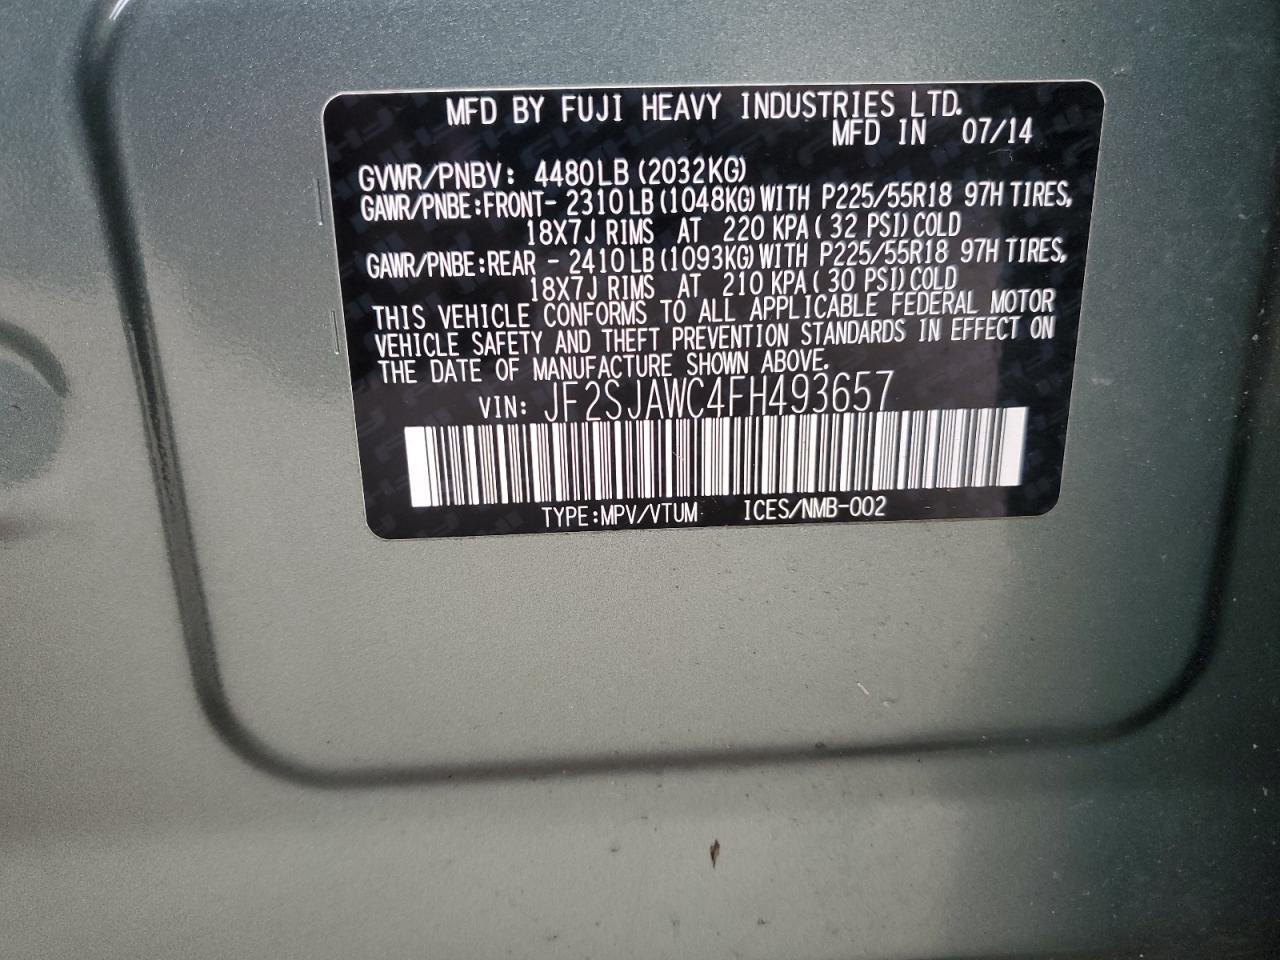 MFD BY FUJI HEAVY INDUSTRIES LTD.
MFD IN 07/14
GVWR/PNBV: 4480LB (2032KG)
GAWR/PNBE:FRONT- 2310LB (1048KG) WITH P225/55R18 97H TIRES,
18X7J RIMS AT 220 KPA ( 32 PSI) COLD
GAWR/PNBE:REAR - 2410LB (1093KG) WITH P225/55R18 97H TIRES,
18X7J RIMS AT 210 KPA ( 30 PSI) COLD
THIS VEHICLE CONFORMS TO ALL APPLICABLE FEDERAL MOTOR
VEHICLE SAFETY AND THEFT PREVENTION STANDARDS IN EFFECT ON
THE DATE OF MANUFACTURE SHOWN ABOVE.
VIN: JF2SJAWC4FH493657
TYPE:MPV/VTUM ICES/NMB-002